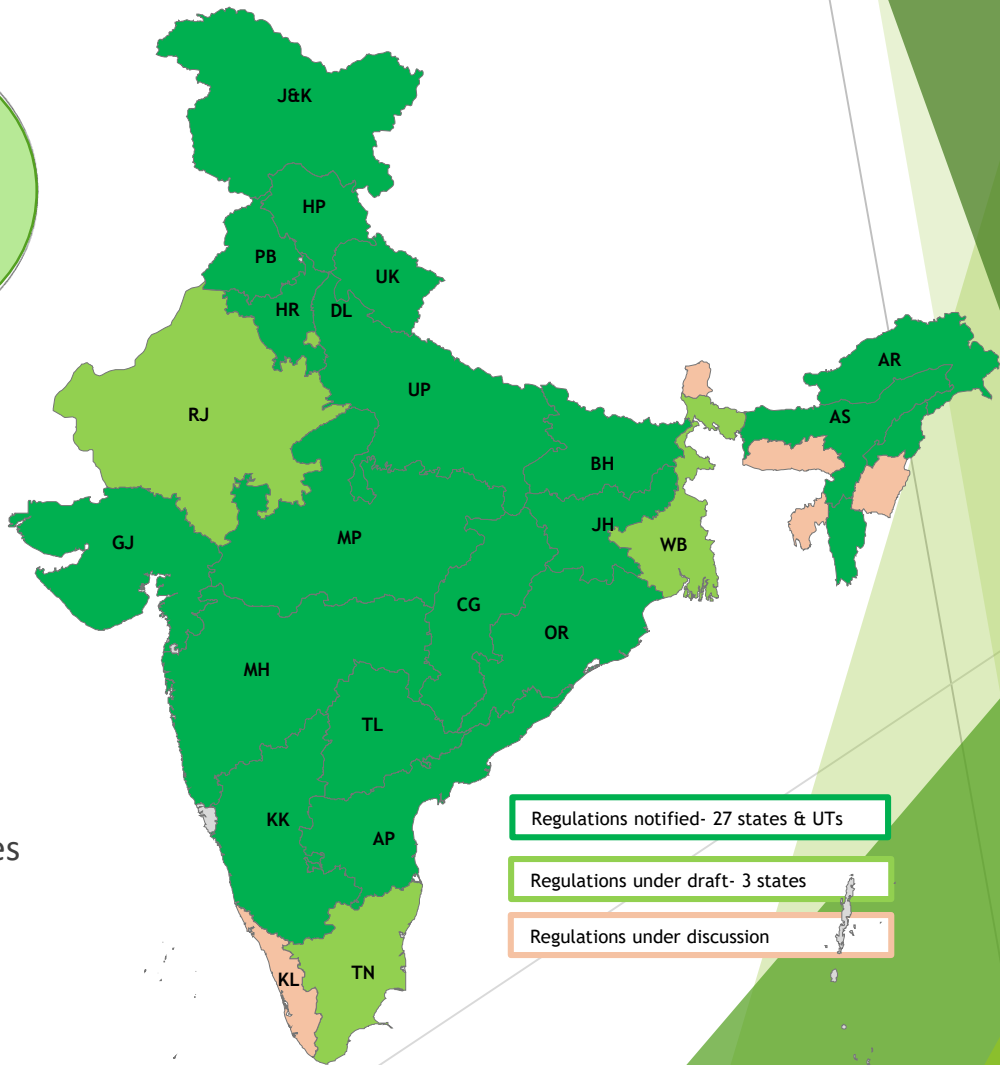 J&K
HP
PB
UK
HR
DL
AR
UP
RJ
AS
BH
JH
GJ
MP
WB
CG
OR
MH
TL
Regulations notified- 27 states & UTs
KK
AP
es
Regulations under draft- 3 states
Regulations under discussion
TN
KL